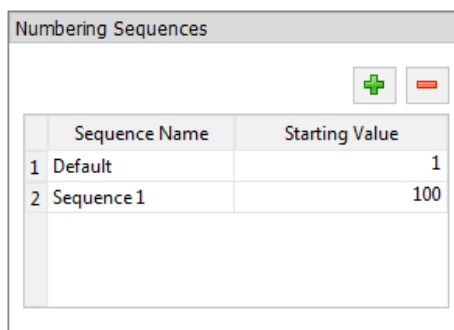 Numbering Sequences
Sequence Name Starting Value
1 Default 1
2 Sequence 1 100